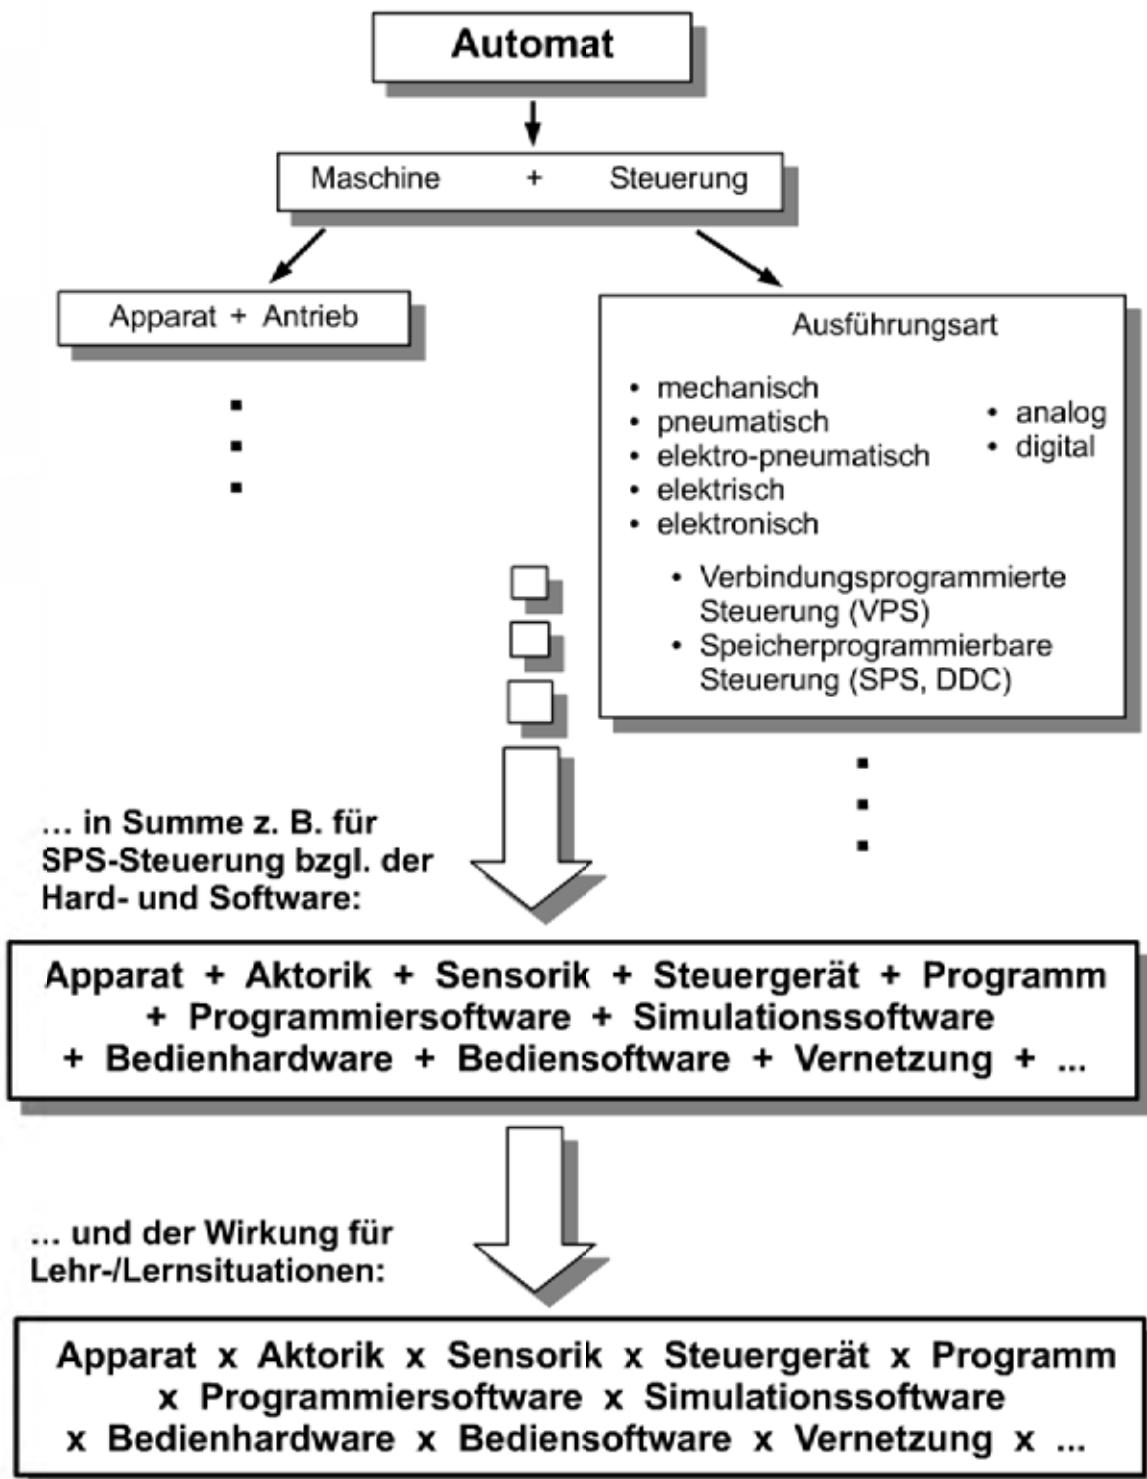 Automat
Maschine + Steuerung
Apparat + Antrieb
Ausführungsart
• mechanisch
• pneumatisch
• elektro-pneumatisch
• elektrisch
• elektronisch
• analog
• digital
• Verbindungsprogrammierte
Steuerung (VPS)
• Speicherprogrammierbare
Steuerung (SPS, DDC)
... in Summe z. B. für
SPS-Steuerung bzgl. der
Hard- und Software:
Apparat + Aktorik + Sensorik + Steuergerät + Programm
+ Programmiersoftware + Simulationssoftware
+ Bedienhardware + Bediensoftware + Vernetzung + ...
... und der Wirkung für
Lehr-/Lernsituationen:
Apparat x Aktorik x Sensorik x Steuergerät x Programm
x Programmiersoftware x Simulationssoftware
x Bedienhardware x Bediensoftware x Vernetzung x ...